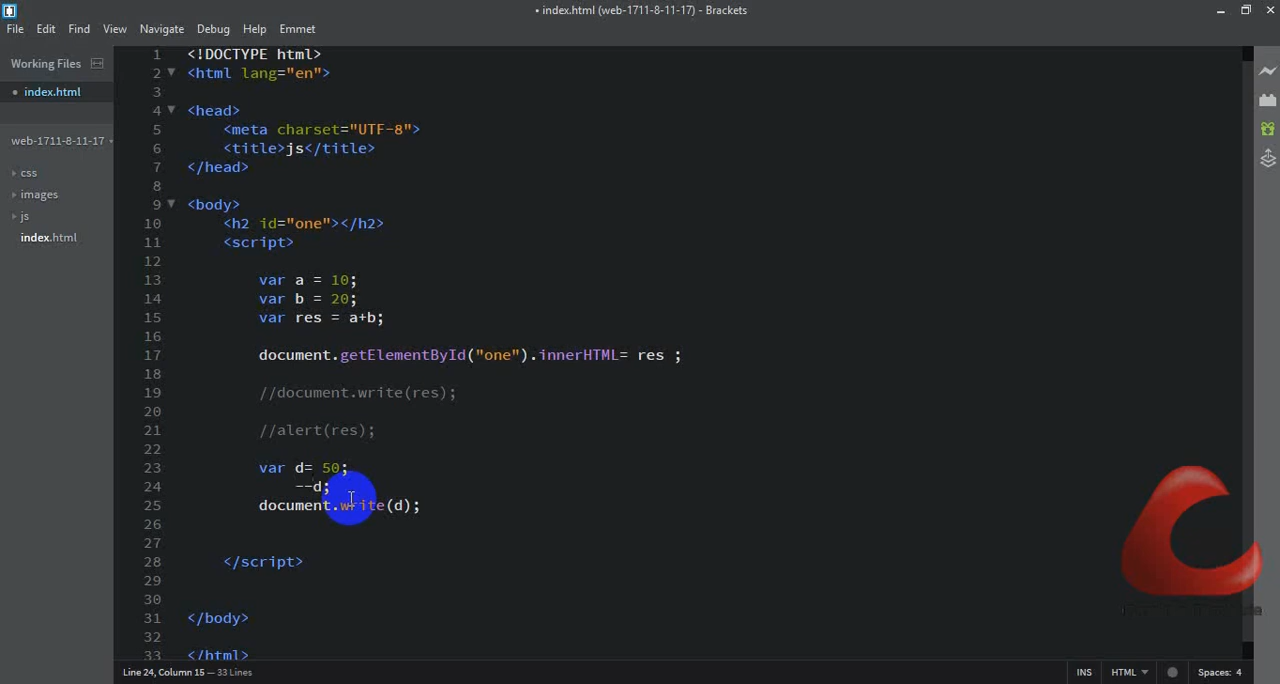 • index.html (web-1711-8-11-17) - Brackets
File Edit Find View Navigate Debug Help Emmet
Working Files
• index.html
web-1711-8-11-17
css
images
js
index.html
1 <!DOCTYPE html>
2 <html lang="en">
3
4 <head>
5 <meta charset="UTF-8">
6 <title>js</title>
7 </head>
8
9 <body>
10 <h2 id="one"></h2>
11 <script>
12
13 var a = 10;
14 var b = 20;
15 var res = a+b;
16
17 document.getElementById("one").innerHTML= res ;
18
19 //document.write(res);
20
21 //alert(res);
22
23 var d= 50;
24 --d;
25 document.write(d);
26
27
28 </script>
29
30
31 </body>
32
33 </html>
Line 24, Column 15 — 33 Lines
INS HTML Spaces: 4